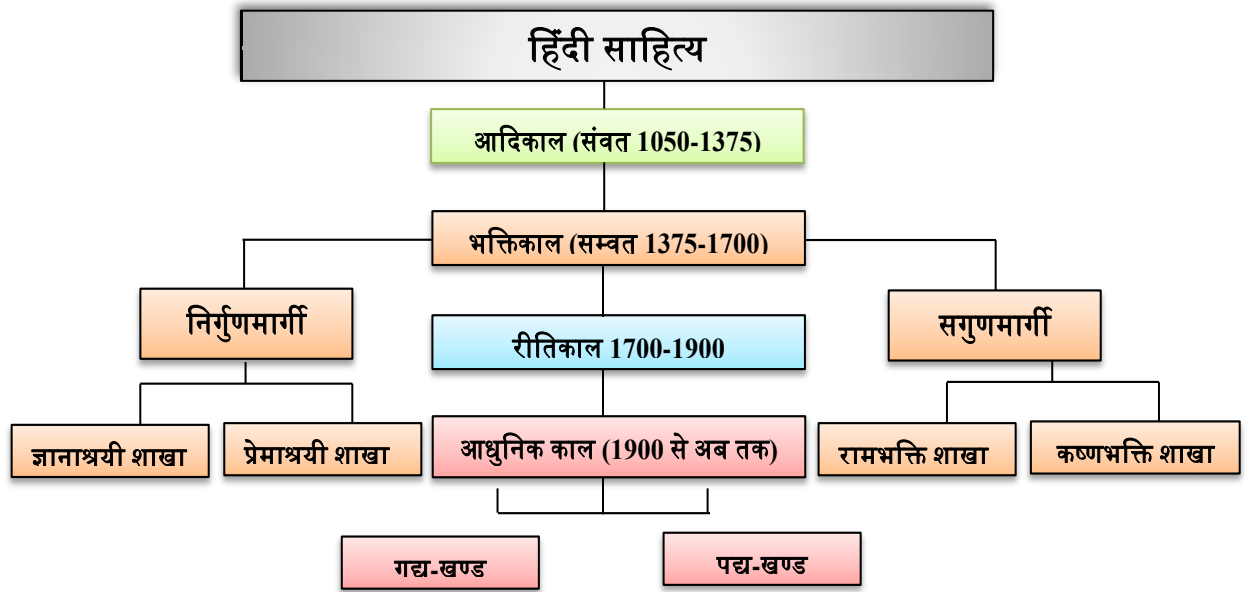 हिंदी साहित्य
आदिकाल (संवत 1050-1375)
भक्तिकाल (सम्वत 1375-1700)
निर्गुणमार्गी
सगुणमार्गी
रीतिकाल 1700-1900
ज्ञानाश्रयी शाखा
प्रेमाश्रयी शाखा
आधुनिक काल (1900 से अब तक)
रामभक्ति शाखा
कष्णभक्ति शाखा
गद्य-खण्ड
पद्य-खण्ड